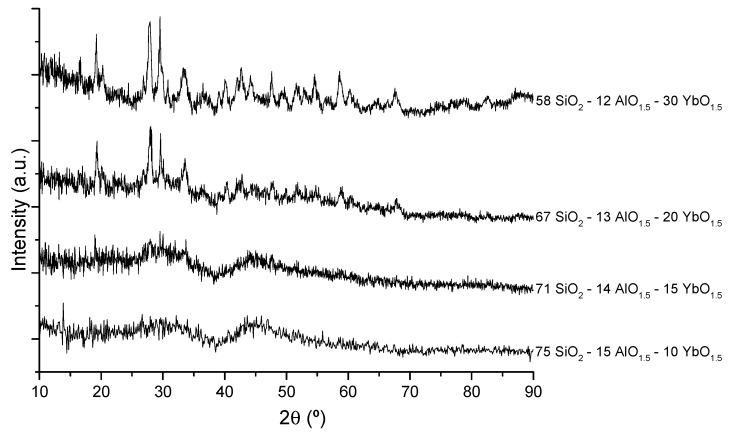 58 SiO2 - 12 AlO1.5 - 30 YbO1.5
67 SiO2 - 13 AlO1.5 - 20 YbO1.5
Intensity (a.u.)
71 SiO2 - 14 AlO1.5 - 15 YbO1.5
75 SiO2 - 15 AlO1.5 - 10 YbO1.5
10 20 30 40 50 60 70 80 90
2θ (º)